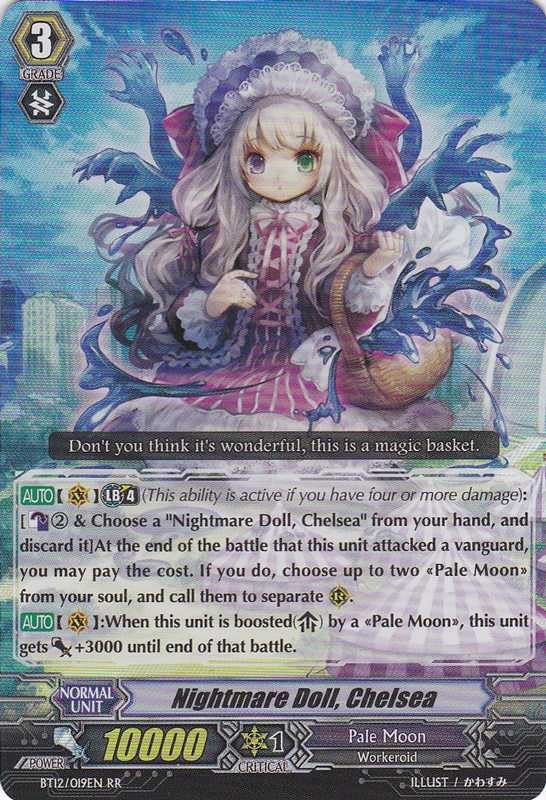 3
GRADE
Don't you think it's wonderful, this is a magic basket.
AUTO【 】LB4(This ability is active if you have four or more damage):
[② & Choose a "Nightmare Doll, Chelsea" from your hand, and
discard it]At the end of the battle that this unit attacked a vanguard,
you may pay the cost. If you do, choose up to two «Pale Moon»
from your soul, and call them to separate R.
AUTO【 】:When this unit is boosted( ) by a «Pale Moon», this unit
gets +3000 until end of that battle.
NORMAL
UNIT
Nightmare Doll, Chelsea
POWER
10000
1
CRITICAL
Pale Moon
Workeroid
BT12/019EN RR
ILLUST / かわすみ